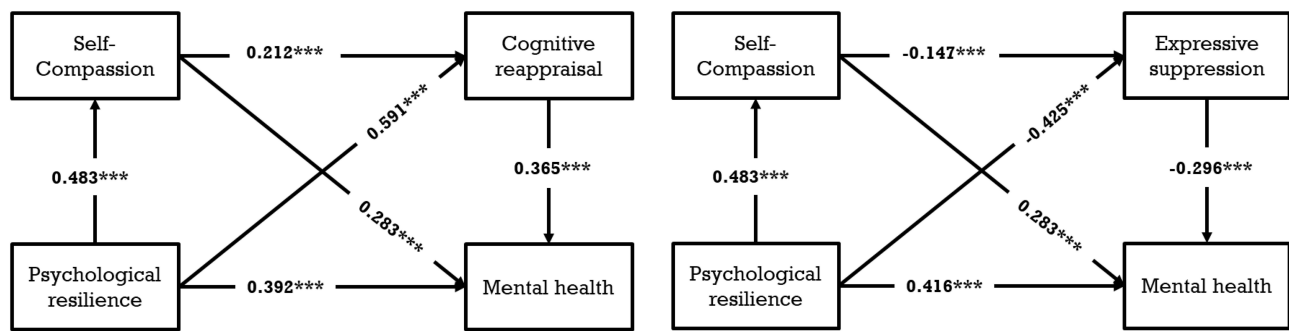 Self-
Compassion
0.212***
Cognitive
reappraisal
0.591***
0.483***
0.365***
0.283***
Psychological
resilience
0.392***
Mental health
Self-
Compassion
-0.147***
Expressive
suppression
-0.425***
0.483***
-0.296***
0.283***
Psychological
resilience
0.416***
Mental health